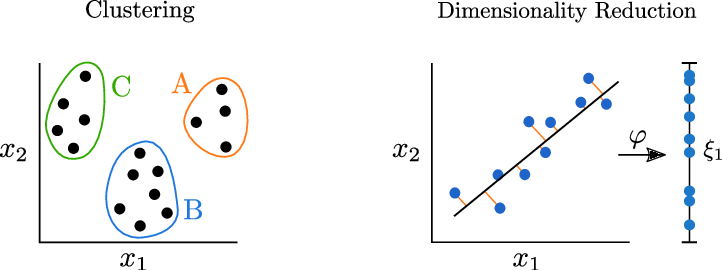 Clustering
C
A
B
x₂
x₁
Dimensionality Reduction
x₂
x₁
φ
ξ₁